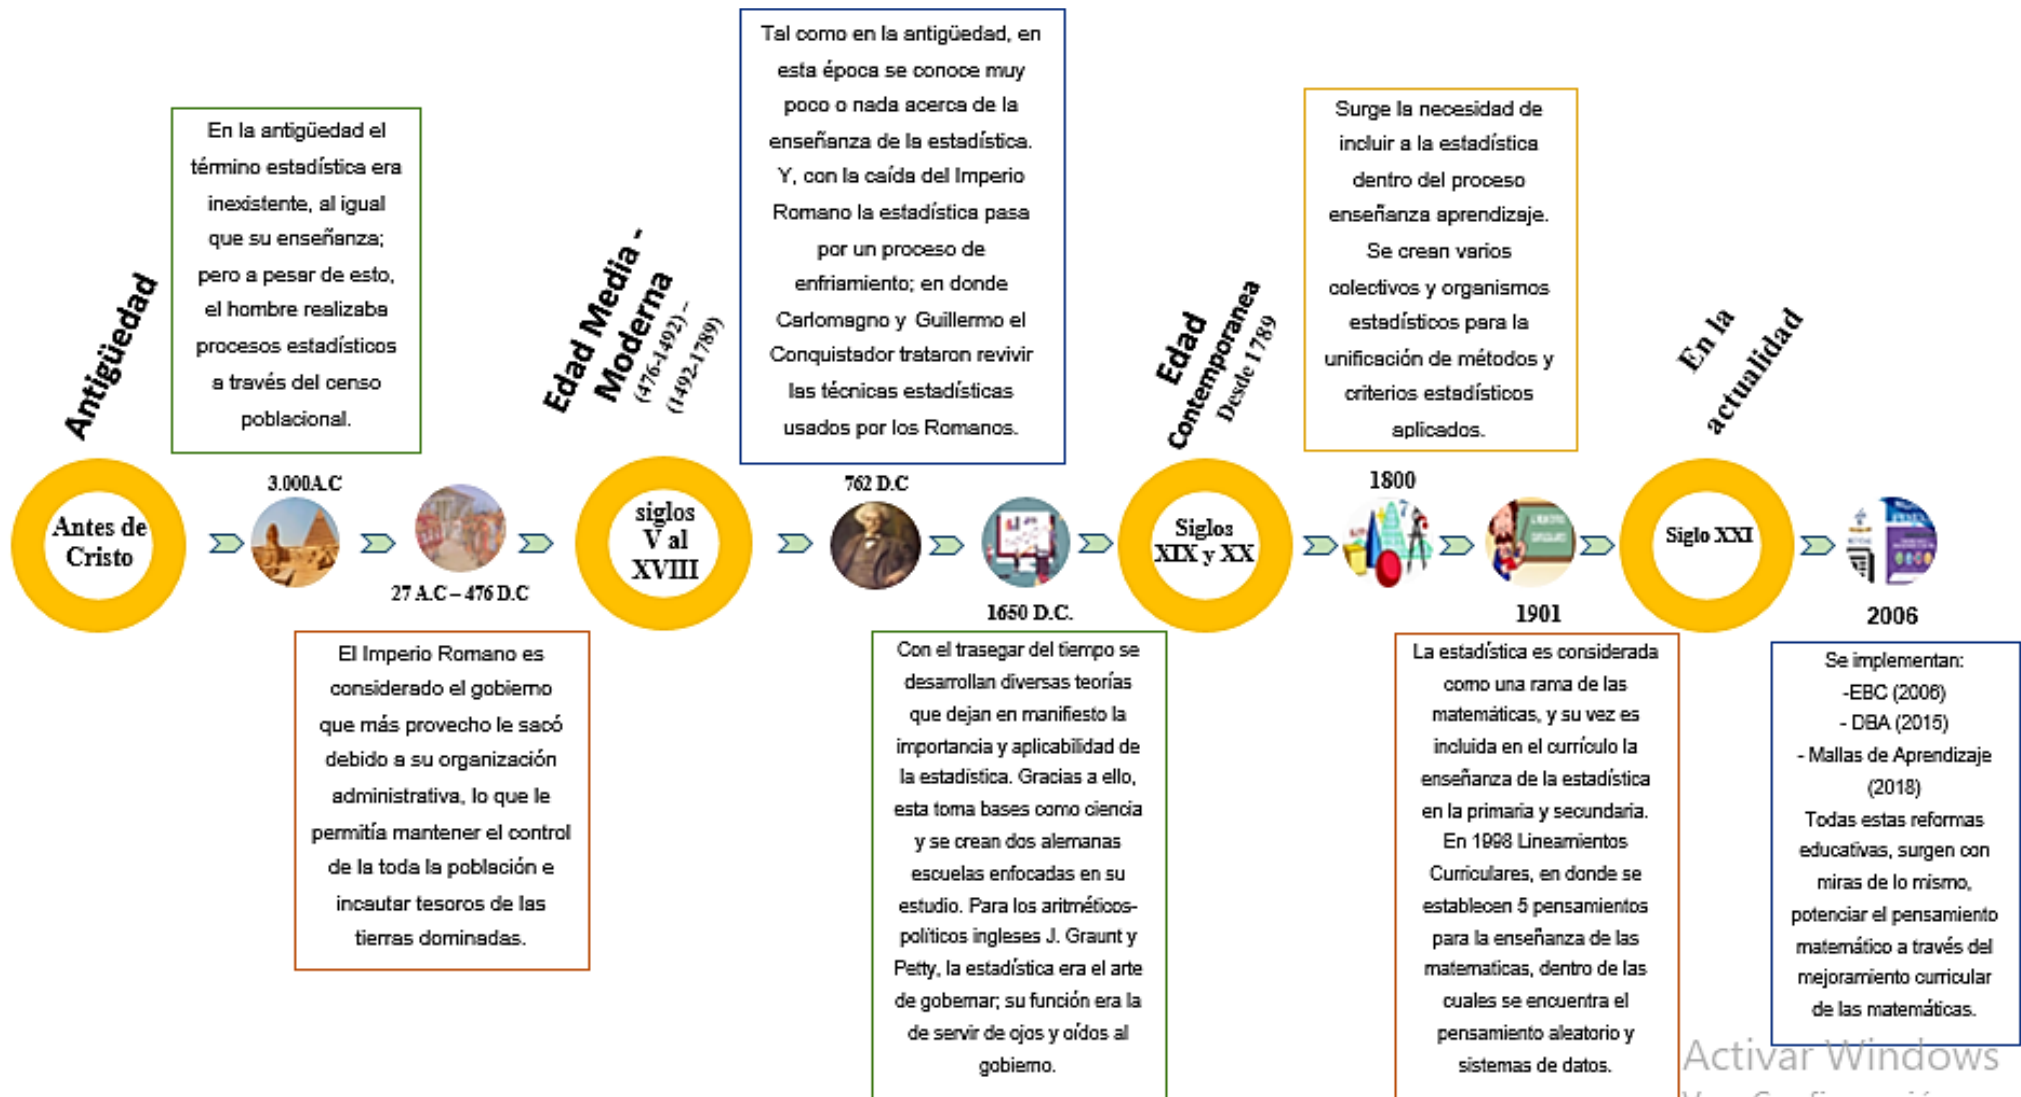 Antigüedad
En la antigüedad el
término estadística era
inexistente, al igual
que su enseñanza;
pero a pesar de esto,
el hombre realizaba
procesos estadísticos
a través del censo
poblacional.
Antes de
Cristo
3.000A.C
27 A.C – 476 D.C
El Imperio Romano es
considerado el gobierno
que más provecho le sacó
debido a su organización
administrativa, lo que le
permitía mantener el control
de la toda la población e
incautar tesoros de las
tierras dominadas.
Edad Media -
Moderna
(476-1492) –
(1492-1789)
siglos
V al
XVIII
Tal como en la antigüedad, en
esta época se conoce muy
poco o nada acerca de la
enseñanza de la estadística.
Y, con la caída del Imperio
Romano la estadística pasa
por un proceso de
enfriamiento; en donde
Carlomagno y Guillermo el
Conquistador trataron revivir
las técnicas estadísticas
usados por los Romanos.
762 D.C
1650 D.C.
Con el trasegar del tiempo se
desarrollan diversas teorías
que dejan en manifiesto la
importancia y aplicabilidad de
la estadística. Gracias a ello,
esta toma bases como ciencia
y se crean dos alemanas
escuelas enfocadas en su
estudio. Para los aritméticos-
políticos ingleses J. Graunt y
Petty, la estadística era el arte
de gobernar; su función era la
de servir de ojos y oídos al
gobierno.
Edad
Contemporanea
Desde 1789
Siglos
XIX y XX
Surge la necesidad de
incluir a la estadística
dentro del proceso
enseñanza aprendizaje.
Se crean varios
colectivos y organismos
estadísticos para la
unificación de métodos y
criterios estadísticos
aplicados.
1800
1901
La estadística es considerada
como una rama de las
matemáticas, y su vez es
incluida en el currículo la
enseñanza de la estadística
en la primaria y secundaria.
En 1998 Lineamientos
Curriculares, en donde se
establecen 5 pensamientos
para la enseñanza de las
matematicas, dentro de las
cuales se encuentra el
pensamiento aleatorio y
sistemas de datos.
En la
actualidad
Siglo XXI
2006
Se implementan:
-EBC (2006)
- DBA (2015)
- Mallas de Aprendizaje
(2018)
Todas estas reformas
educativas, surgen con
miras de lo mismo,
potenciar el pensamiento
matemático a través del
mejoramiento curricular
de las matemáticas.
Activar Windows